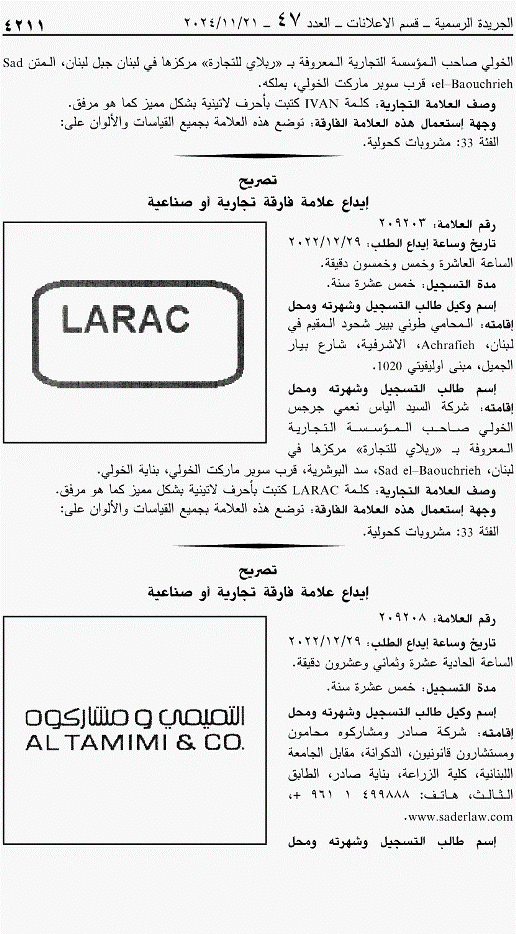 الجريدة الرسمية ــ قسم الاعلانات ــ العدد ٤٧ ــ ٢٠٢٤/١١/٢١
٤٢١١
الخولي صاحب المؤسسة التجارية المعروفة بـ «ربلاي للتجارة» مركزها في لبنان جبل لبنان، المتن Sad
el–Baouchrieh، قرب سوبر ماركت الخولي، بملكه.
وصف العلامة التجارية: كلمة IVAN كتبت بأحرف لاتينية بشكل مميز كما هو مرفق.
وجهة إستعمال هذه العلامة الفارقة: توضع هذه العلامة بجميع القياسات والألوان على:
الفئة 33: مشروبات كحولية.
تصريح
إيداع علامة فارقة تجارية أو صناعية
رقم العلامة: ٢٠٩٢٠٣
تاريخ وساعة إيداع الطلب: ٢٠٢٢/١٢/٢٩
الساعة العاشرة وخمس وخمسون دقيقة.
مدة التسجيل: خمس عشرة سنة.
إسم وكيل طالب التسجيل وشهرته ومحل
إقامته: المحامي طوني بيير شحود المقيم في
لبنان، Achrafieh، الاشرفية، شارع بيار
الجميل، مبنى اوليفيتي 1020.
إسم طالب التسجيل وشهرته ومحل
إقامته: شركة السيد الياس نعمي جرجس
الخولي صاحب المؤسسة التجارية
المعروفة بـ «ربلاي للتجارة» مركزها في
لبنان، Sad el–Baouchrieh، سد البوشرية، قرب سوبر ماركت الخولي، بناية الخولي.
LARAC
وصف العلامة التجارية: كلمة LARAC كتبت بأحرف لاتينية بشكل مميز كما هو مرفق.
وجهة إستعمال هذه العلامة الفارقة: توضع هذه العلامة بجميع القياسات والألوان على:
الفئة 33: مشروبات كحولية.
تصريح
إيداع علامة فارقة تجارية أو صناعية
رقم العلامة: ٢٠٩٢٠٨
تاريخ وساعة إيداع الطلب: ٢٠٢٢/١٢/٢٩
الساعة الحادية عشرة وثماني وعشرون دقيقة.
مدة التسجيل: خمس عشرة سنة.
إسم وكيل طالب التسجيل وشهرته ومحل
إقامته: شركة صادر ومشاركوه محامون
ومستشارون قانونيون، الدكوانة، مقابل الجامعة
اللبنانية، كلية الزراعة، بناية صادر، الطابق
الثالث، هاتف: ٤٩٩٨٨٨ ١ ٩٦١ +،
www.saderlaw.com.
إسم طالب التسجيل وشهرته ومحل
التميمي و مشاركوه
AL TAMIMI & CO.